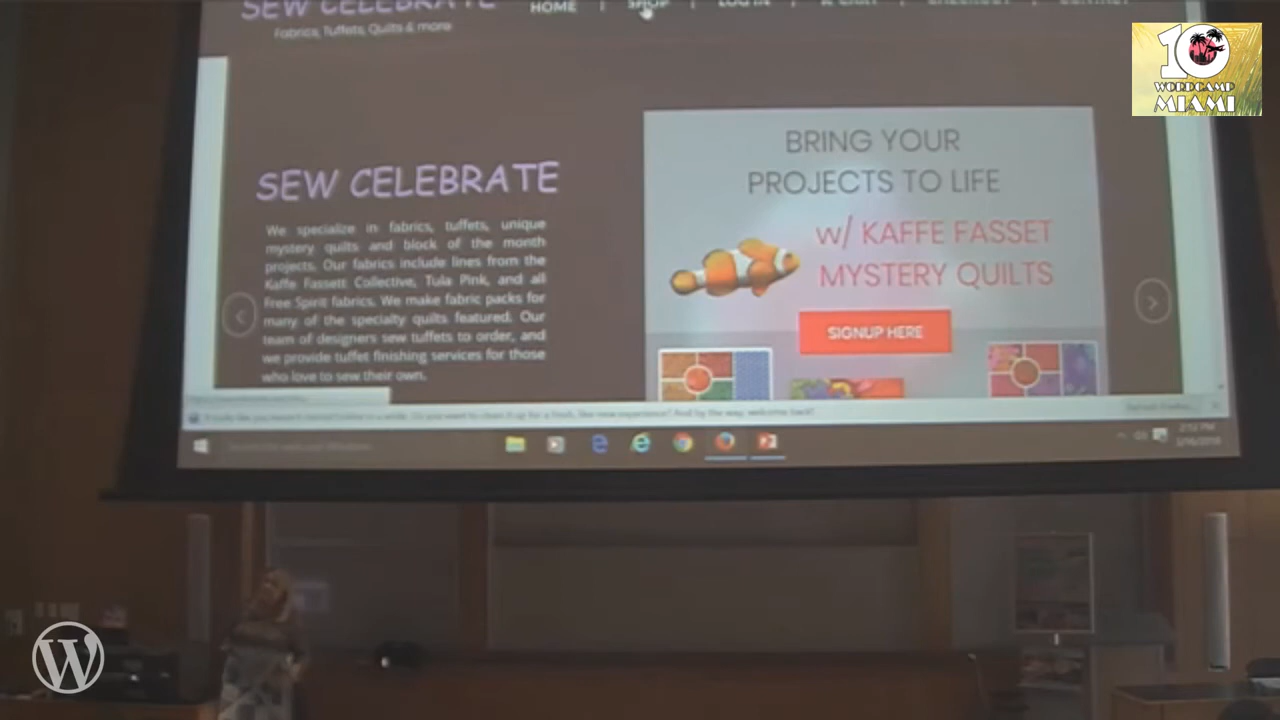 SEW CELEBRATE
Fabrics, Tuffets, Quilts & more
HOME | SHOP | LOG IN
10
WORDCAMP
MIAMI
SEW CELEBRATE
We specialize in fabrics, tuffets, unique
mystery quilts and block of the month
projects. Our fabrics include lines from the
Kaffe Fassett Collective, Tula Pink, and all
Free Spirit fabrics. We make fabric packs for
many of the specialty quilts featured. Our
team of designers sew tuffets to order, and
we provide tuffet finishing services for those
who love to sew their own.
BRING YOUR
PROJECTS TO LIFE
w/ KAFFE FASSET
MYSTERY QUILTS
SIGNUP HERE
W